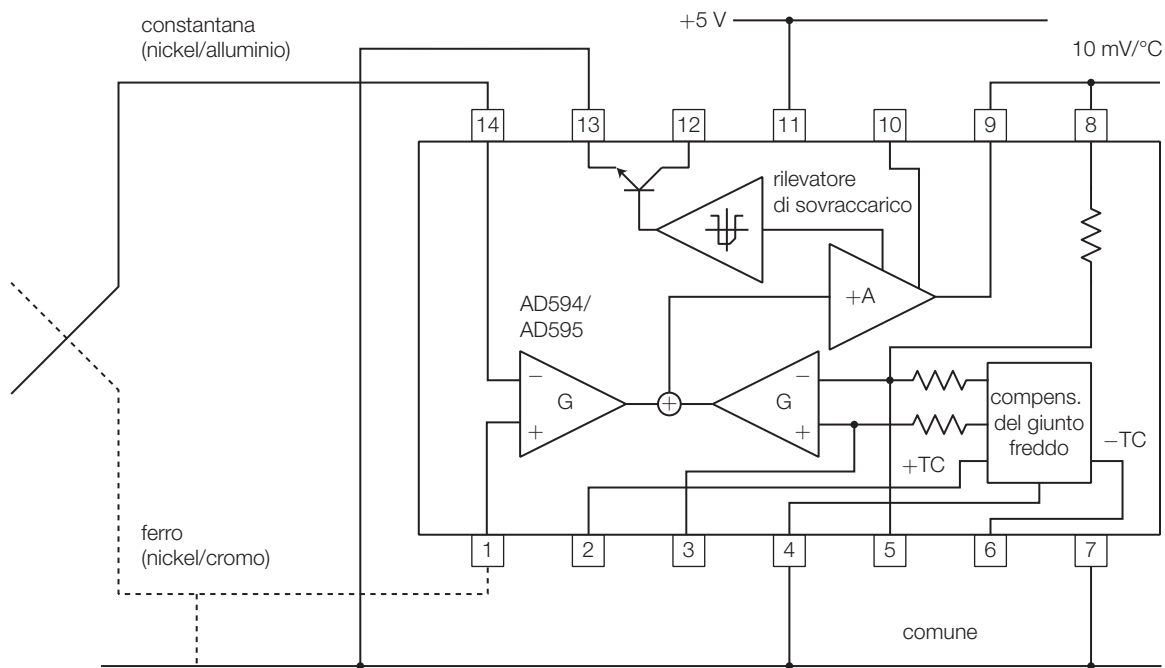 +5 V
constantana
(nickel/alluminio)
10 mV/°C
14
13
12
11
10
9
8
rilevatore
di sovraccarico
+A
AD594/
AD595
−
G
+
+
−
G
+
compens.
del giunto
freddo
−TC
+TC
ferro
(nickel/cromo)
1
2
3
4
5
6
7
comune